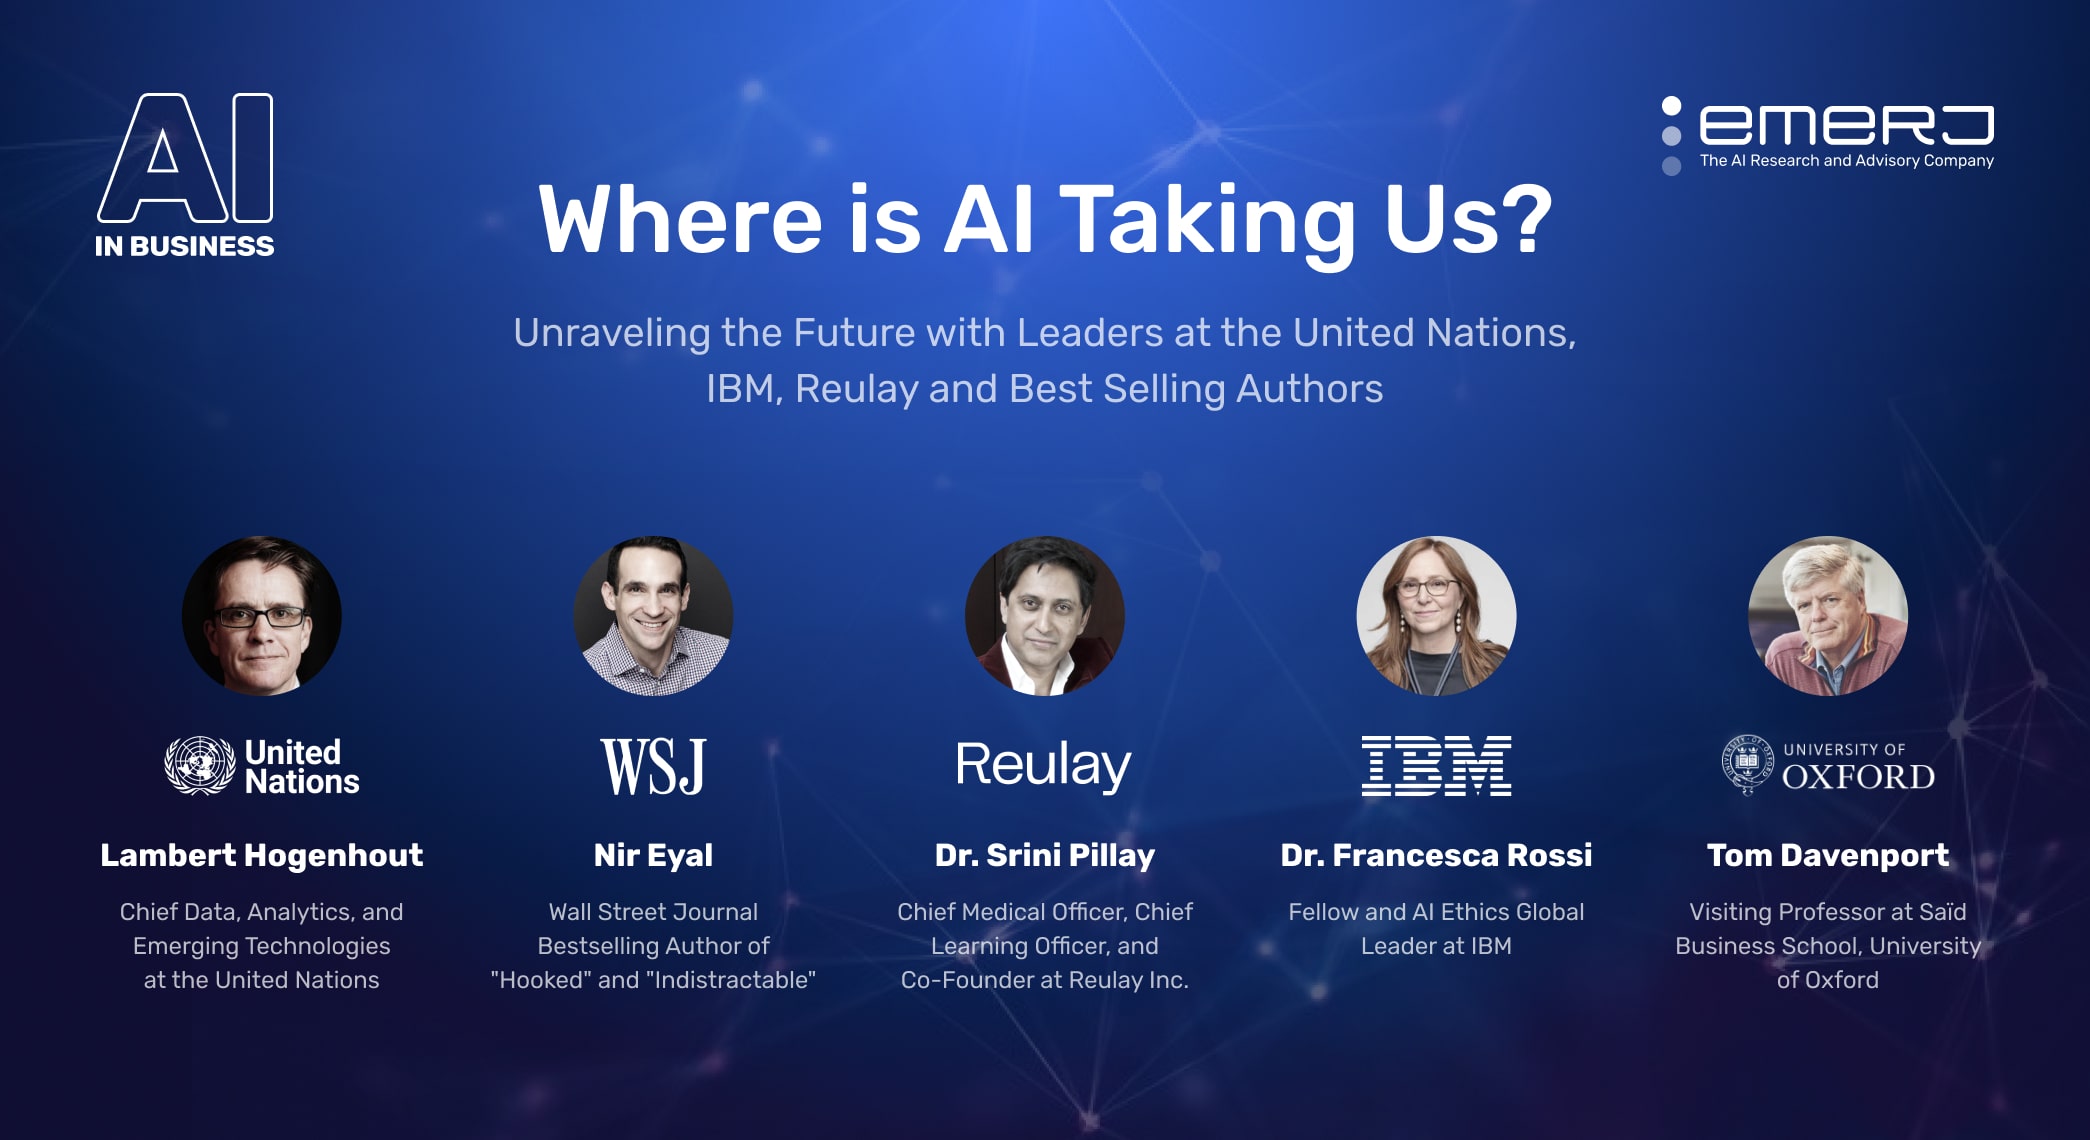 AI
IN BUSINESS
emerj
The AI Research and Advisory Company
Where is AI Taking Us?
Unraveling the Future with Leaders at the United Nations,
IBM, Reulay and Best Selling Authors
United
Nations
Lambert Hogenhout
Chief Data, Analytics, and
Emerging Technologies
at the United Nations
WSJ
Nir Eyal
Wall Street Journal
Bestselling Author of
"Hooked" and "Indistractable"
Reulay
Dr. Srini Pillay
Chief Medical Officer, Chief
Learning Officer, and
Co-Founder at Reulay Inc.
IBM
Dr. Francesca Rossi
Fellow and AI Ethics Global
Leader at IBM
UNIVERSITY OF
OXFORD
Tom Davenport
Visiting Professor at Saïd
Business School, University
of Oxford